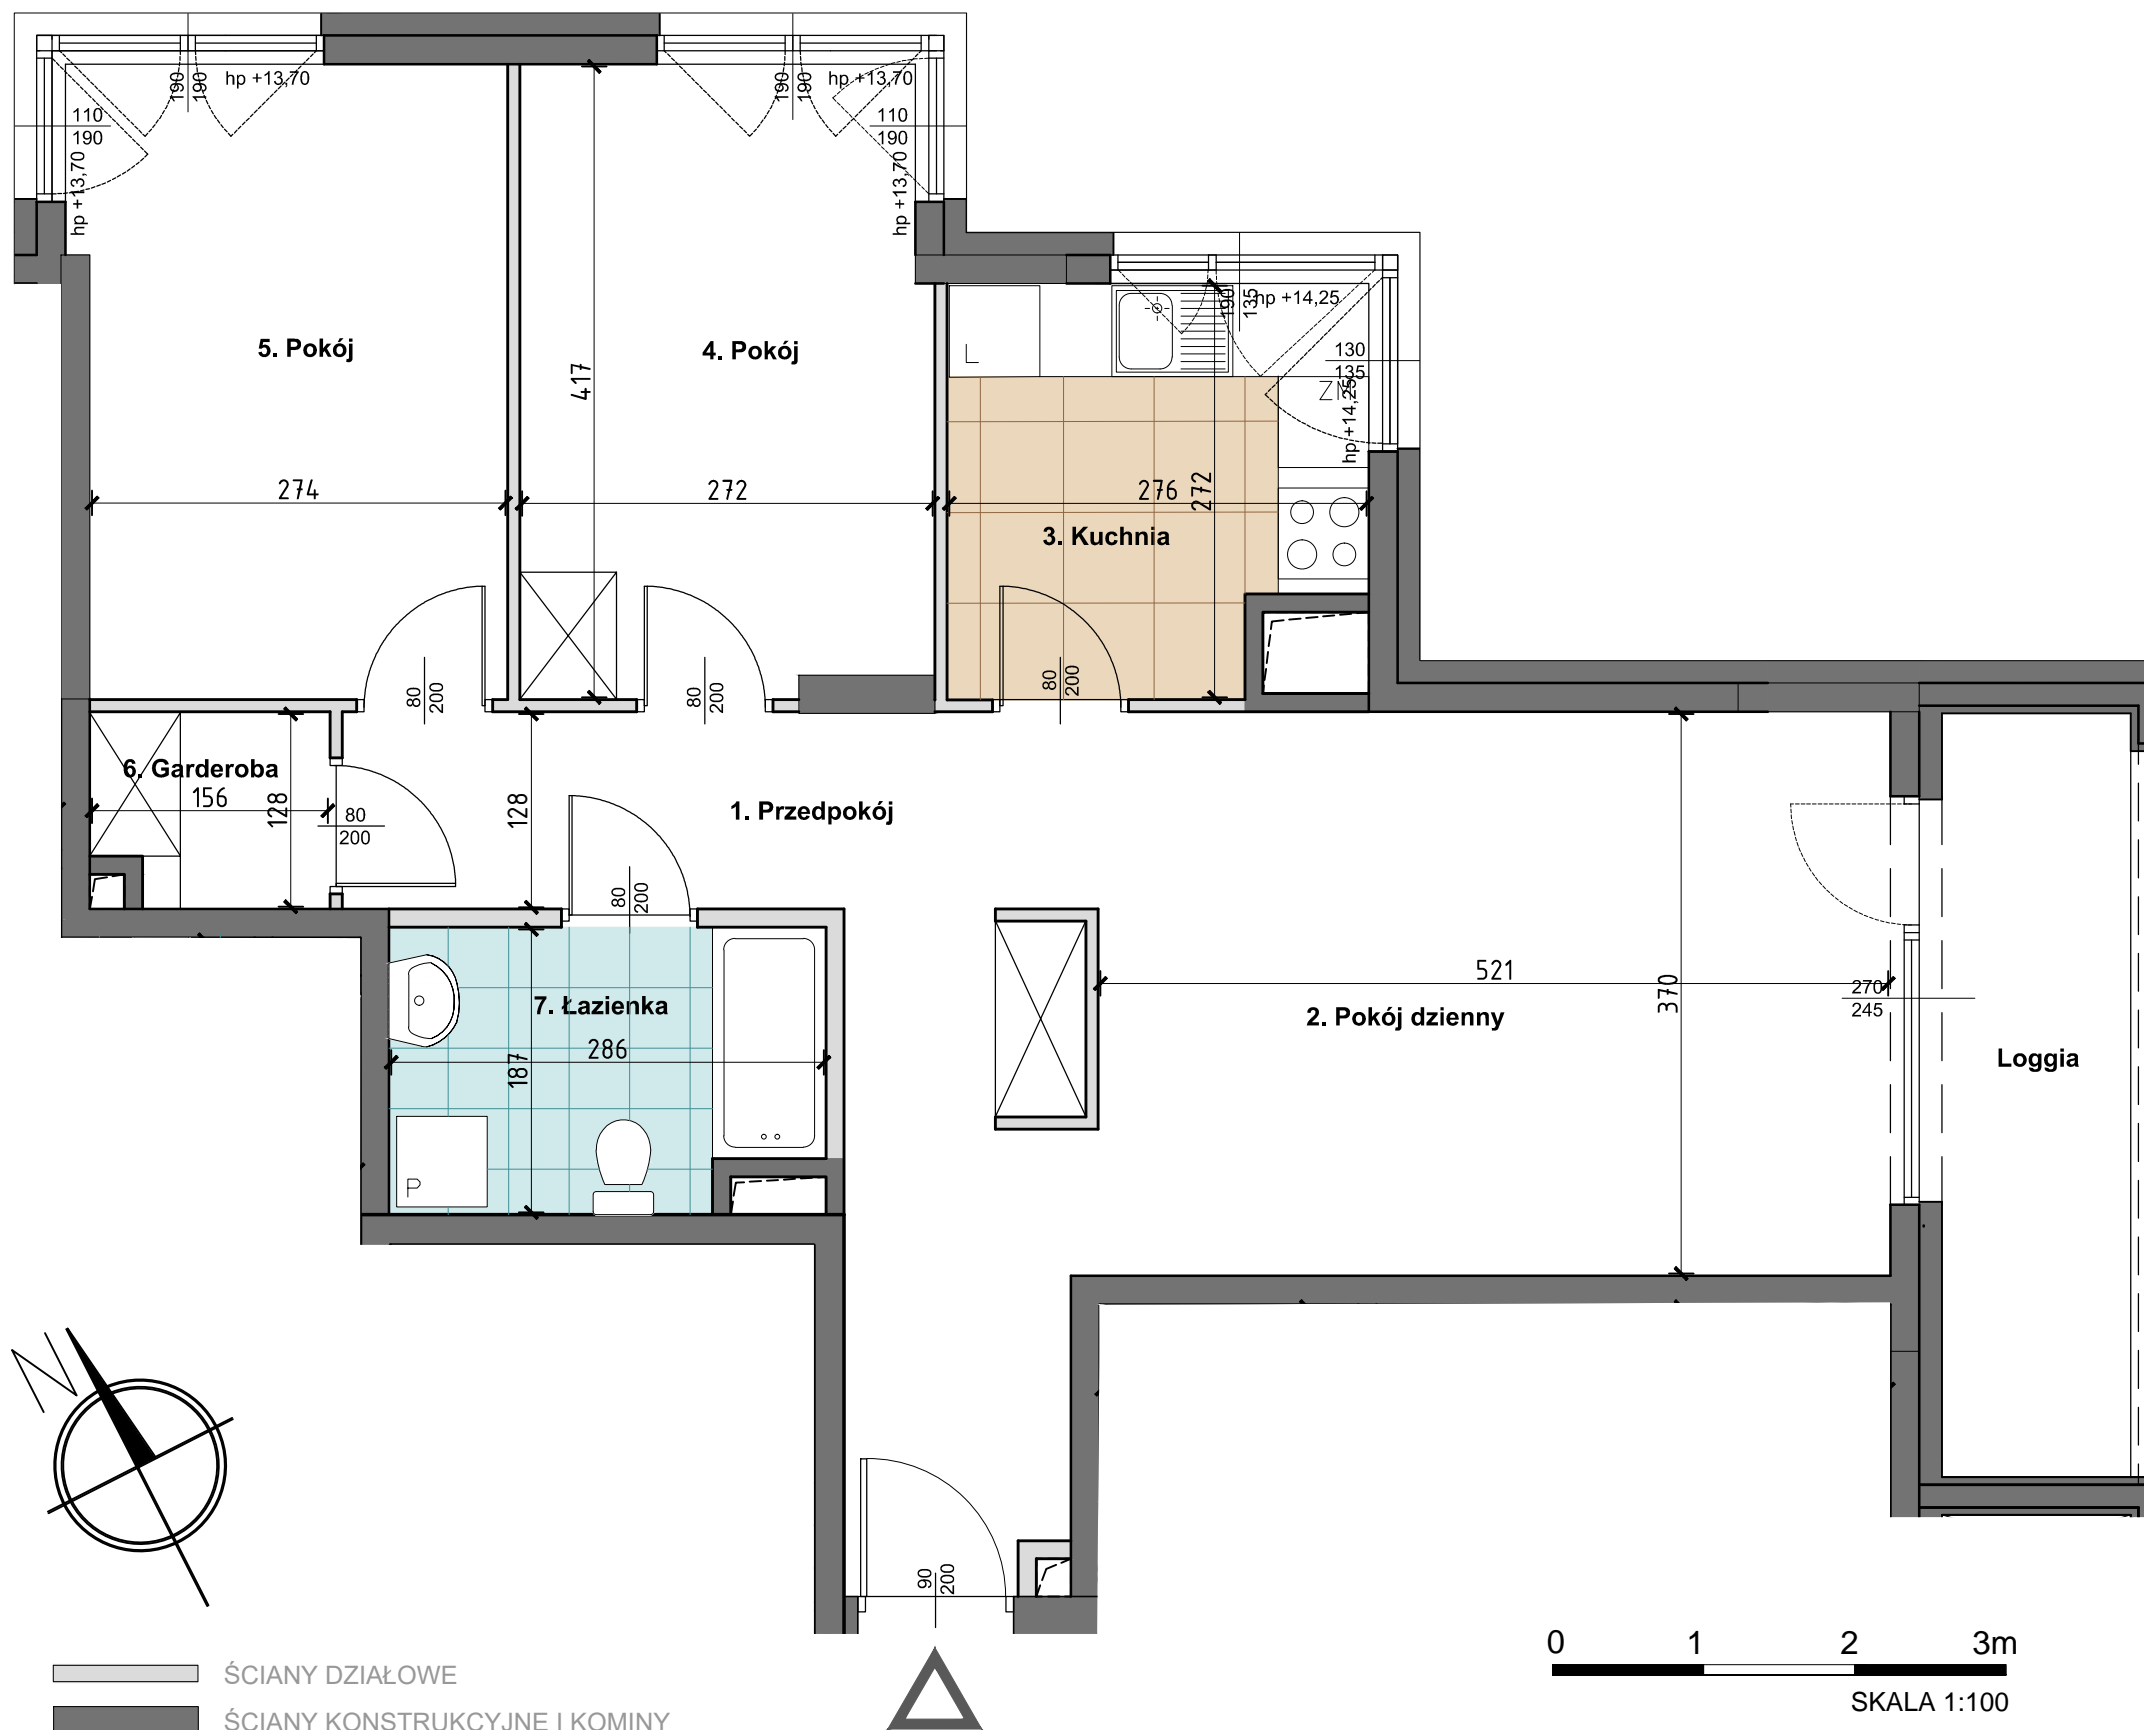 190
190
hp +13,70
190
190
hp +13,70
110
190
hp +13,70
110
190
hp +13,70
190
135
hp +14,25
130
135
hp +14,25
L
5. Pokój
4. Pokój
417
274
272
276
272
3. Kuchnia
80
200
80
200
80
200
6. Garderoba
156
128
80
200
128
1. Przedpokój
80
200
521
370
2. Pokój dzienny
270
245
Loggia
7. Łazienka
286
187
P
N
90
200
0 1 2 3m
SKALA 1:100
ŚCIANY DZIAŁOWE
ŚCIANY KONSTRUKCYJNE I KOMINY